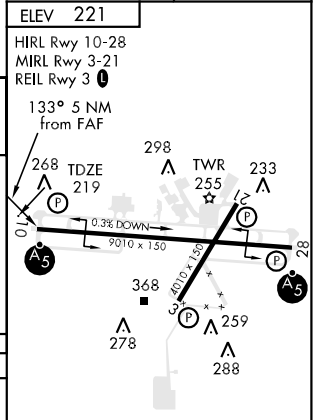 ELEV 221
HIRL Rwy 10-28
MIRL Rwy 3-21
REIL Rwy 3 L
133° 5 NM
from FAF
298
268
TDZE
219
TWR
255
233
P
21
P
0.3% DOWN
10
9010 x 150
28
P
A5
4010 x 150
A5
368
3
P
259
278
288